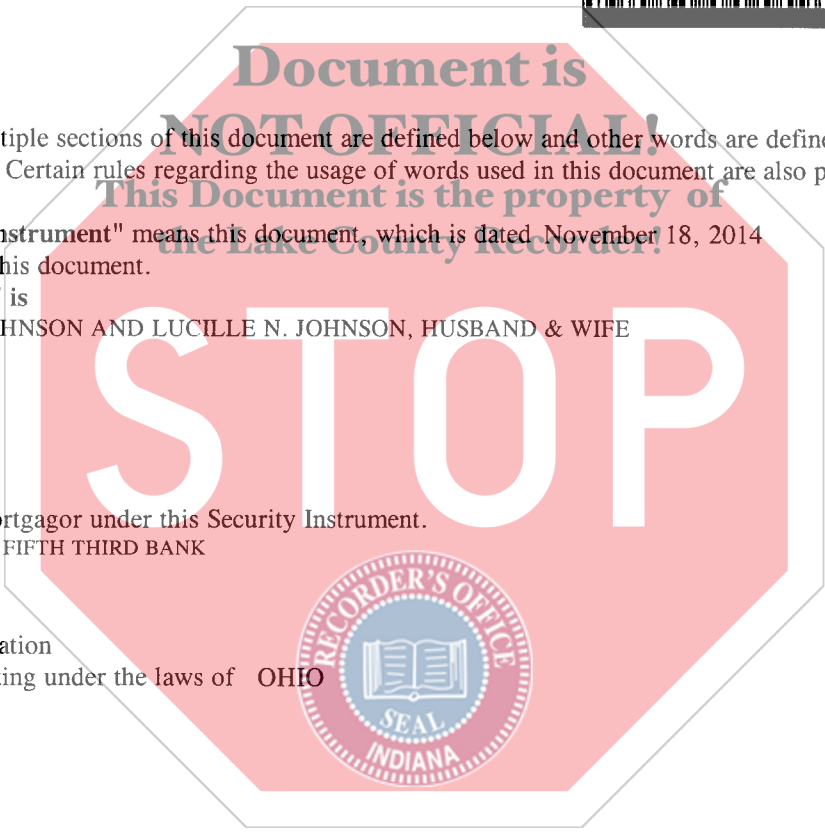 Document is
NOT OFFICIAL!
This Document is the property of
the Lake County Recorder!
tiple sections of this document are defined below and other words are define
Certain rules regarding the usage of words used in this document are also p
nstrument" means this document, which is dated November 18, 2014
his document.
" is
HNSON AND LUCILLE N. JOHNSON, HUSBAND & WIFE
STOP
ortgagor under this Security Instrument.
FIFTH THIRD BANK
ation
ting under the laws of OHIO
RECORDER'S OFFICE
SEAL
INDIANA